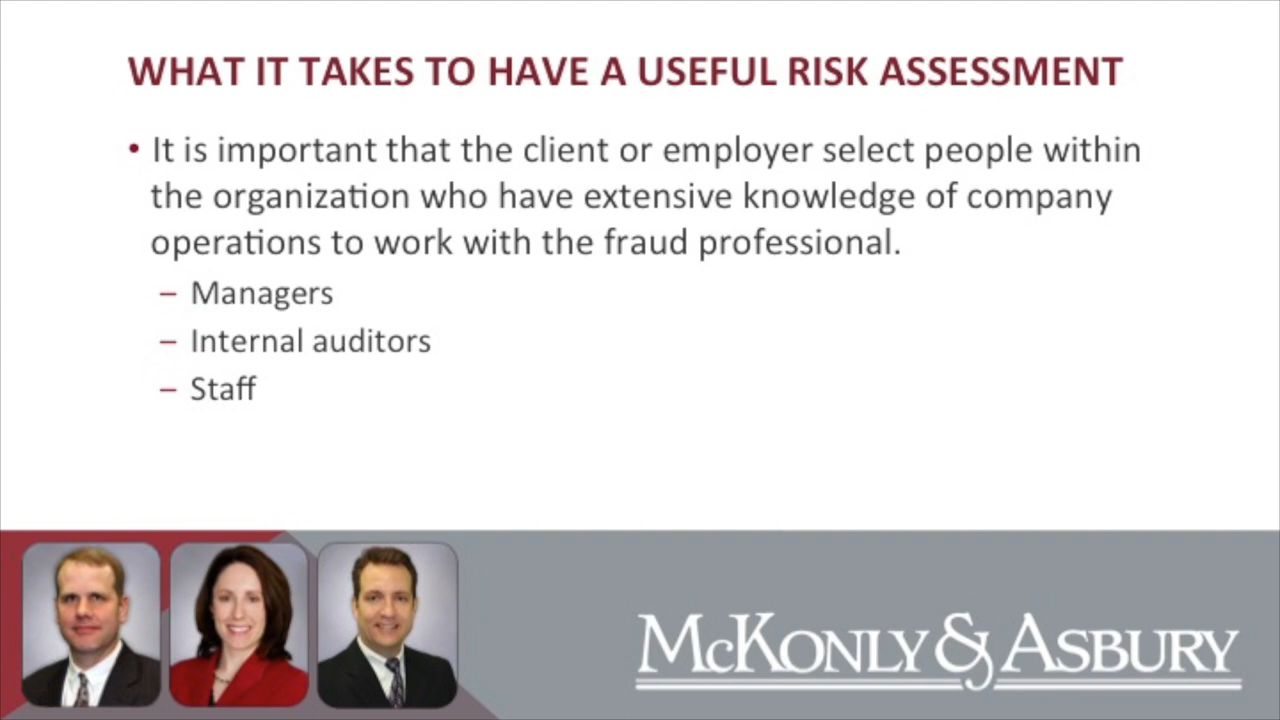 WHAT IT TAKES TO HAVE A USEFUL RISK ASSESSMENT
• It is important that the client or employer select people within
the organization who have extensive knowledge of company
operations to work with the fraud professional.
– Managers
– Internal auditors
– Staff
McKonly & Asbury